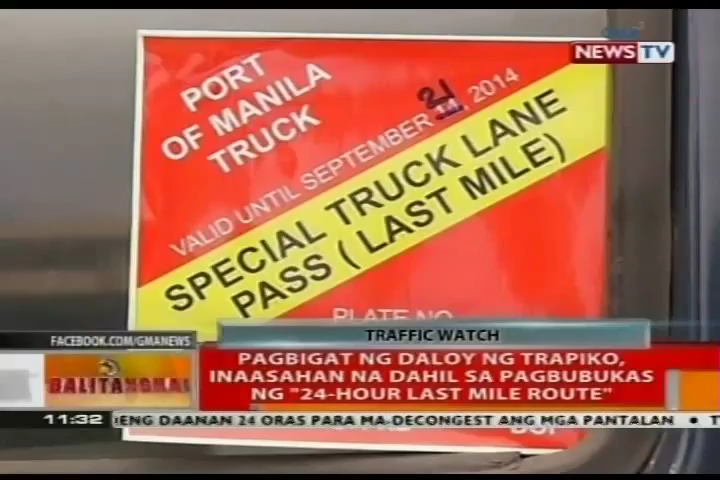 NEWS TV
PORT
OF MANILA
TRUCK
VALID UNTIL SEPTEMBER 21 2014
SPECIAL TRUCK LANE
PASS ( LAST MILE)
PLATE NO
TRAFFIC WATCH
FACEBOOK.COM/GMANEWS
BALITANGHALI
PAGBIGAT NG DALOY NG TRAPIKO,
INAASAHAN NA DAHIL SA PAGBUBUKAS
NG "24-HOUR LAST MILE ROUTE"
11:32
DAANAN 24 ORAS PARA MA-DECONGEST ANG MGA PANTALAN •